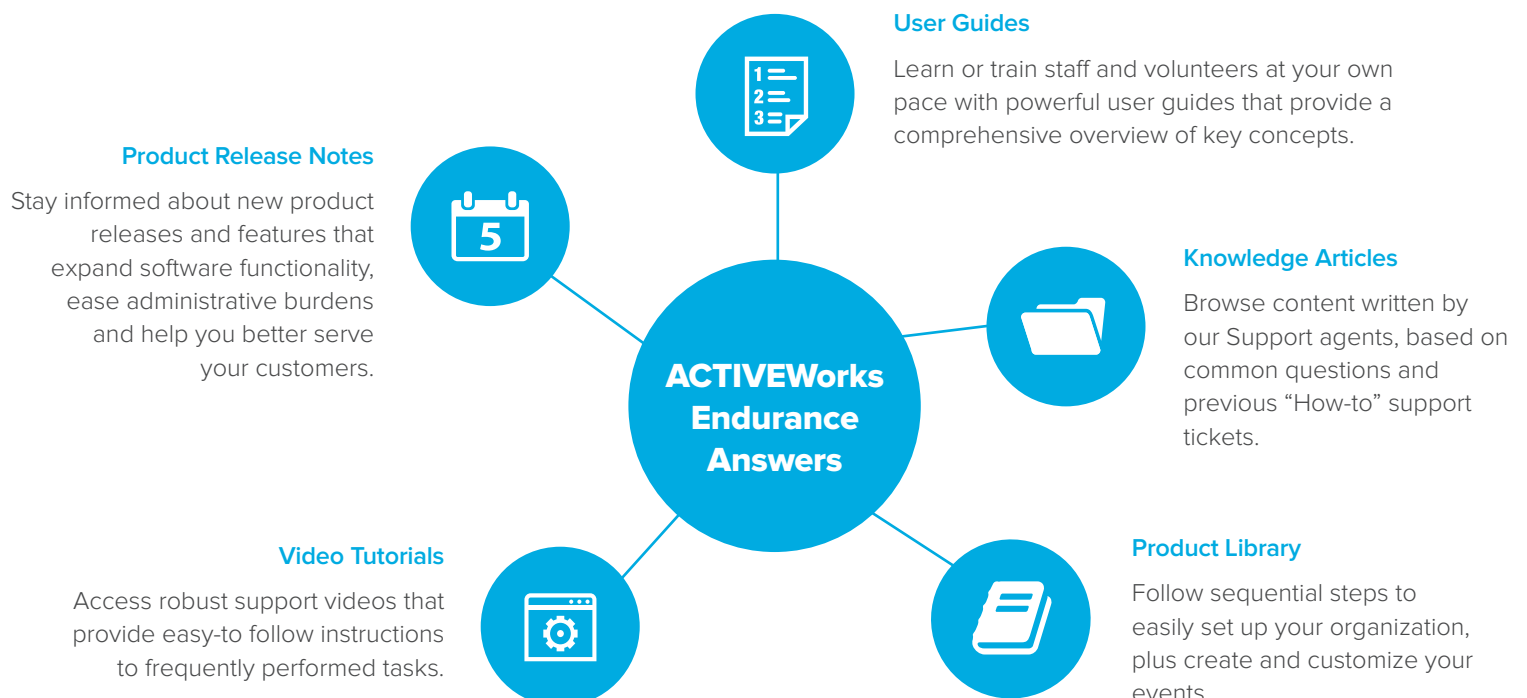 User Guides
Learn or train staff and volunteers at your own
pace with powerful user guides that provide a
comprehensive overview of key concepts.
1
2
3
Product Release Notes
Stay informed about new product
releases and features that
expand software functionality,
ease administrative burdens
and help you better serve
your customers.
5
Knowledge Articles
Browse content written by
our Support agents, based on
common questions and
previous “How-to” support
tickets.
ACTIVEWorks
Endurance
Answers
Video Tutorials
Access robust support videos that
provide easy-to follow instructions
to frequently performed tasks.
Product Library
Follow sequential steps to
easily set up your organization,
plus create and customize your
events